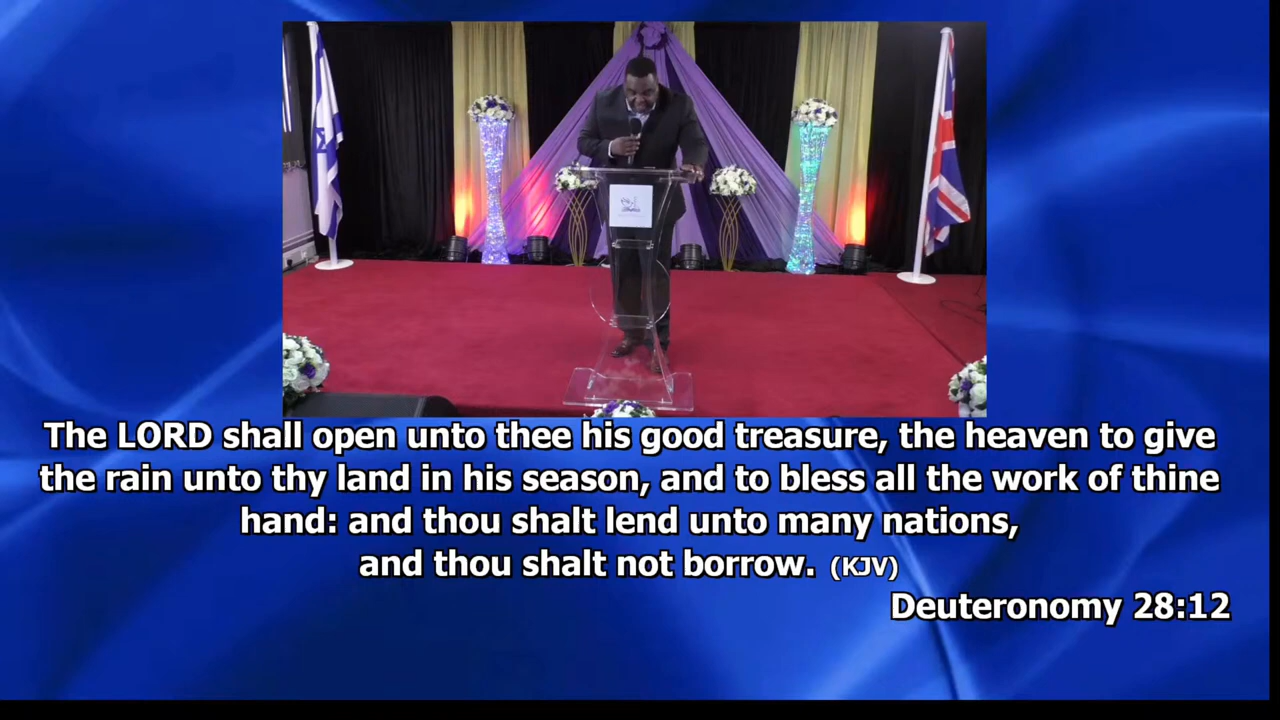 The LORD shall open unto thee his good treasure, the heaven to give
the rain unto thy land in his season, and to bless all the work of thine
hand: and thou shalt lend unto many nations,
and thou shalt not borrow. (KJV)
Deuteronomy 28:12